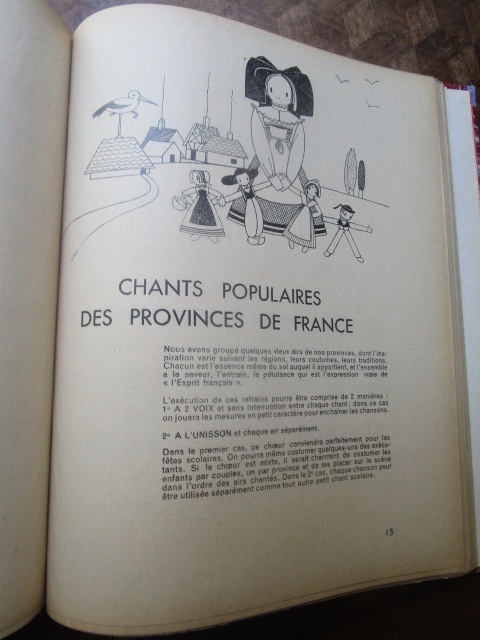 CHANTS POPULAIRES
DES PROVINCES DE FRANCE
Nous avons groupé quelques vieux airs de nos provinces, dont l'ins-
piration varie suivant les régions, leurs coutumes, leurs traditions.
Chacun est l'essence même du sol auquel il appartient, et l'ensemble
a la saveur, l'entrain, la pétulance qui est l'expression vraie de
« l'Esprit français ».
L'exécution de ces refrains pourra être comprise de 2 manières :
1º A 2 VOIX et sans interruption entre chaque chant : dans ce cas
on jouera les mesures en petit caractère pour enchaîner les chansons.
2º A L'UNISSON et chaque air séparément.
Dans le premier cas, ce chœur conviendra parfaitement pour les
fêtes scolaires. On pourra même costumer quelques-uns des exécu-
tants. Si le chœur est mixte, il serait charmant de costumer les
enfants par couples, un par province et de les placer sur la scène
dans l'ordre des airs chantés. Dans le 2º cas, chaque chanson peut
être utilisée séparément comme tout autre petit chant scolaire.
15